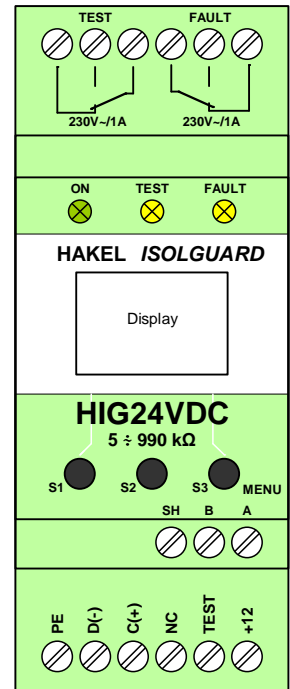 TEST FAULT
230V~/1A 230V~/1A
ON TEST FAULT
HAKEL ISOLGUARD
Display
HIG24VDC
5 ÷ 990 kΩ
S1 S2 S3 MENU
SH B A
PE D(-) C(+) NC TEST +12